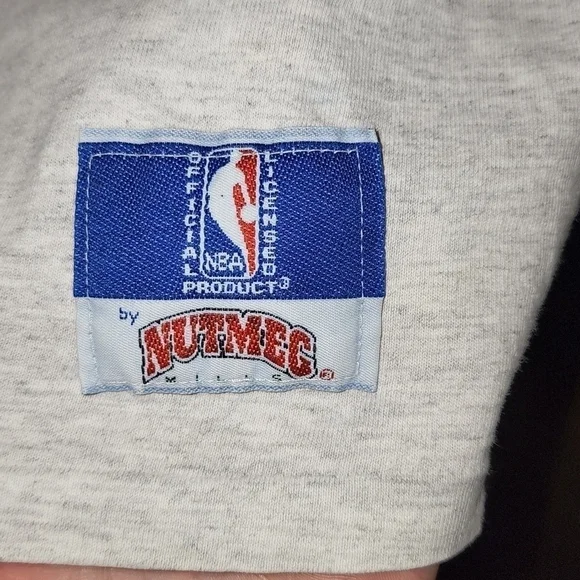 OFFICIAL
LICENSED
NBA
PRODUCT®
by
NUTMEG®
MILLS